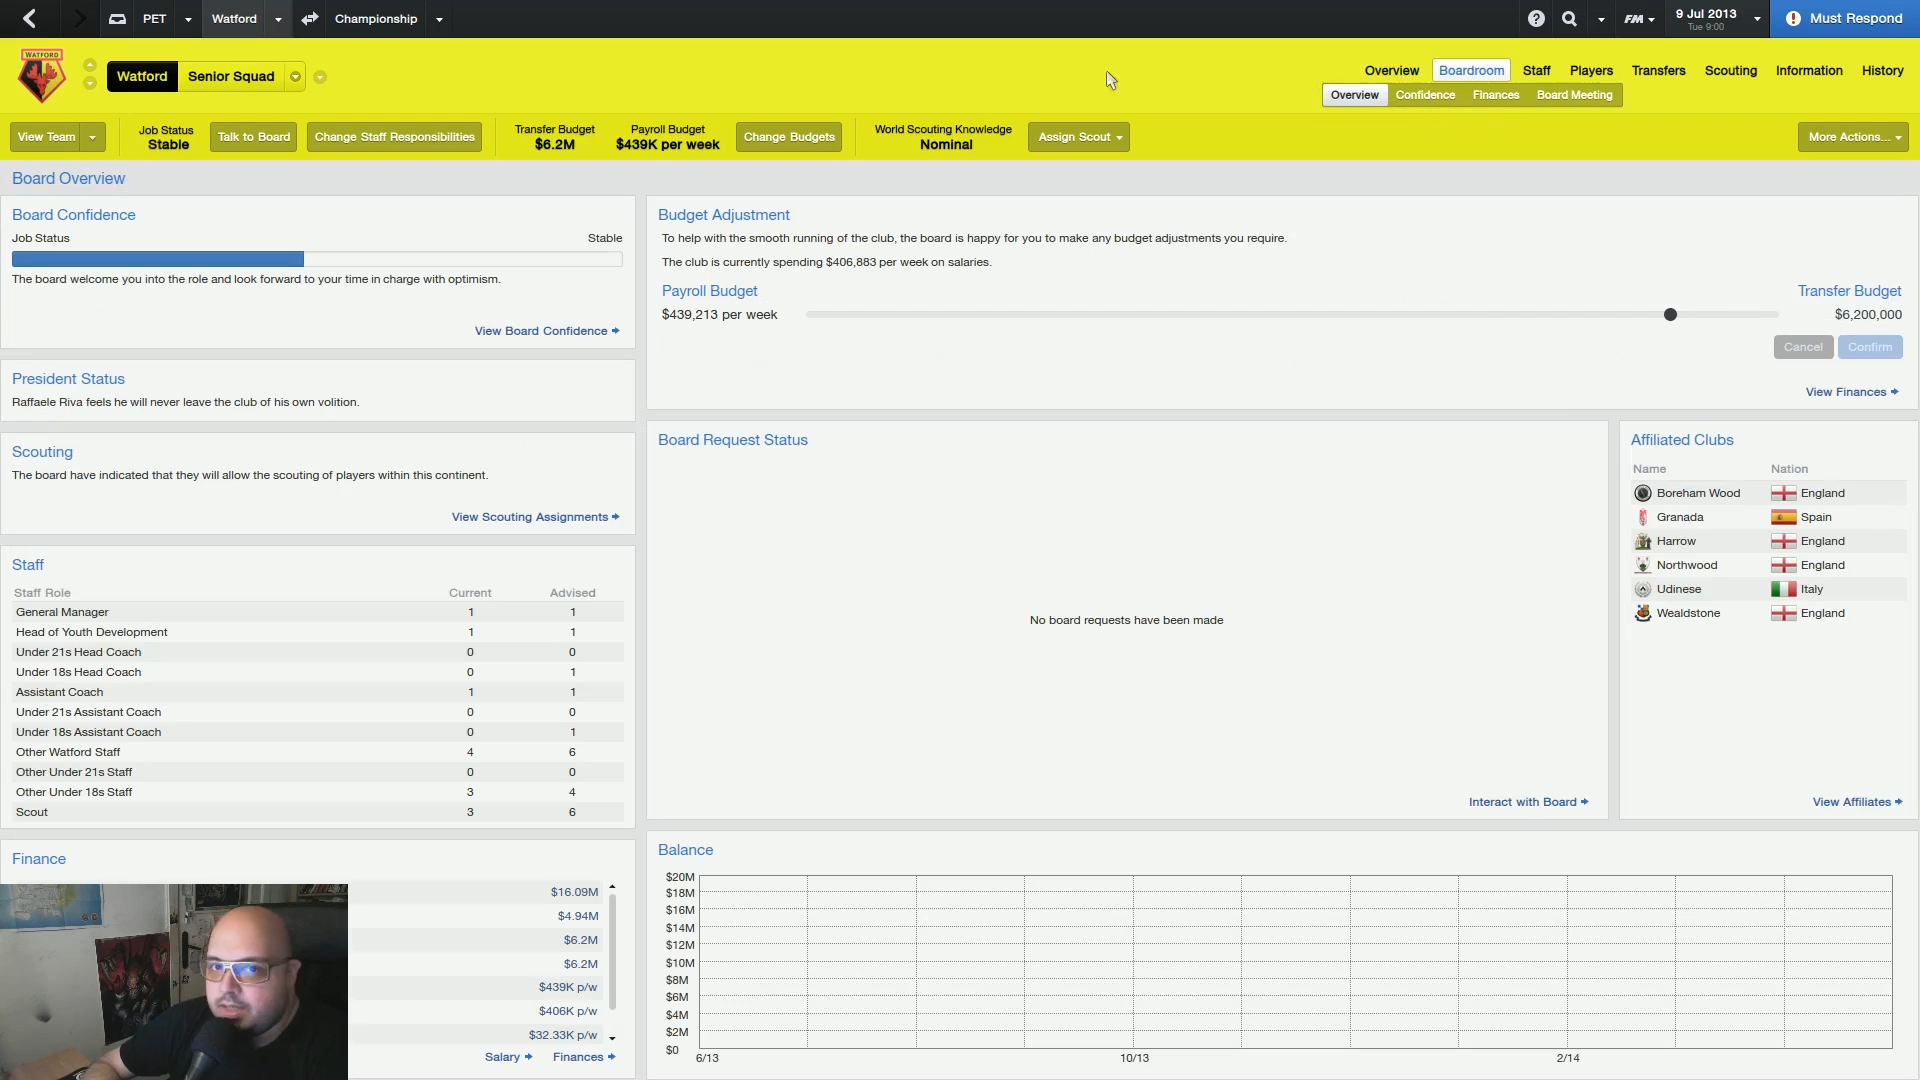 PET
Watford
Championship
FM
9 Jul 2013
Tue 9:00
Must Respond
WATFORD
Watford
Senior Squad
Overview
Boardroom
Staff
Players
Transfers
Scouting
Information
History
Overview
Confidence
Finances
Board Meeting
View Team
Job Status
Stable
Talk to Board
Change Staff Responsibilities
Transfer Budget
$6.2M
Payroll Budget
$439K per week
Change Budgets
World Scouting Knowledge
Nominal
Assign Scout
More Actions...
Board Overview
Board Confidence
Job Status Stable
The board welcome you into the role and look forward to your time in charge with optimism.
View Board Confidence
President Status
Raffaele Riva feels he will never leave the club of his own volition.
Scouting
The board have indicated that they will allow the scouting of players within this continent.
View Scouting Assignments
Staff
Staff Role Current Advised
General Manager 1 1
Head of Youth Development 1 1
Under 21s Head Coach 0 0
Under 18s Head Coach 0 1
Assistant Coach 1 1
Under 21s Assistant Coach 0 0
Under 18s Assistant Coach 0 1
Other Watford Staff 4 6
Other Under 21s Staff 0 0
Other Under 18s Staff 3 4
Scout 3 6
Finance
$16.09M
$4.94M
$6.2M
$6.2M
$439K p/w
$406K p/w
$32.33K p/w
Salary
Finances
Budget Adjustment
To help with the smooth running of the club, the board is happy for you to make any budget adjustments you require.
The club is currently spending $406,883 per week on salaries.
Payroll Budget Transfer Budget
$439,213 per week $6,200,000
Cancel
Confirm
View Finances
Board Request Status
No board requests have been made
Interact with Board
Affiliated Clubs
Name Nation
Boreham Wood England
Granada Spain
Harrow England
Northwood England
Udinese Italy
Wealdstone England
View Affiliates
Balance
$20M
$18M
$16M
$14M
$12M
$10M
$8M
$6M
$4M
$2M
$0
6/13 10/13 2/14